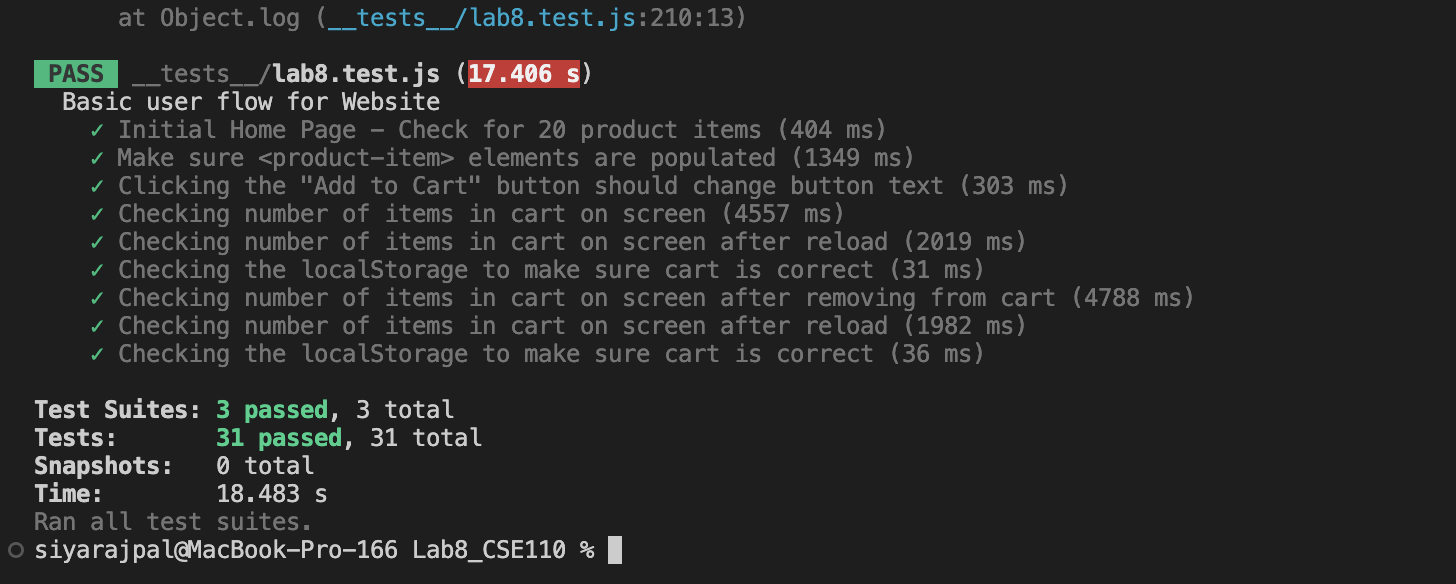 at Object.log (__tests__/lab8.test.js:210:13)
PASS __tests__/lab8.test.js (17.406 s)
Basic user flow for Website
✓ Initial Home Page – Check for 20 product items (404 ms)
✓ Make sure <product-item> elements are populated (1349 ms)
✓ Clicking the "Add to Cart" button should change button text (303 ms)
✓ Checking number of items in cart on screen (4557 ms)
✓ Checking number of items in cart on screen after reload (2019 ms)
✓ Checking the localStorage to make sure cart is correct (31 ms)
✓ Checking number of items in cart on screen after removing from cart (4788 ms)
✓ Checking number of items in cart on screen after reload (1982 ms)
✓ Checking the localStorage to make sure cart is correct (36 ms)
Test Suites: 3 passed, 3 total
Tests: 31 passed, 31 total
Snapshots: 0 total
Time: 18.483 s
Ran all test suites.
siyarajpal@MacBook-Pro-166 Lab8_CSE110 %